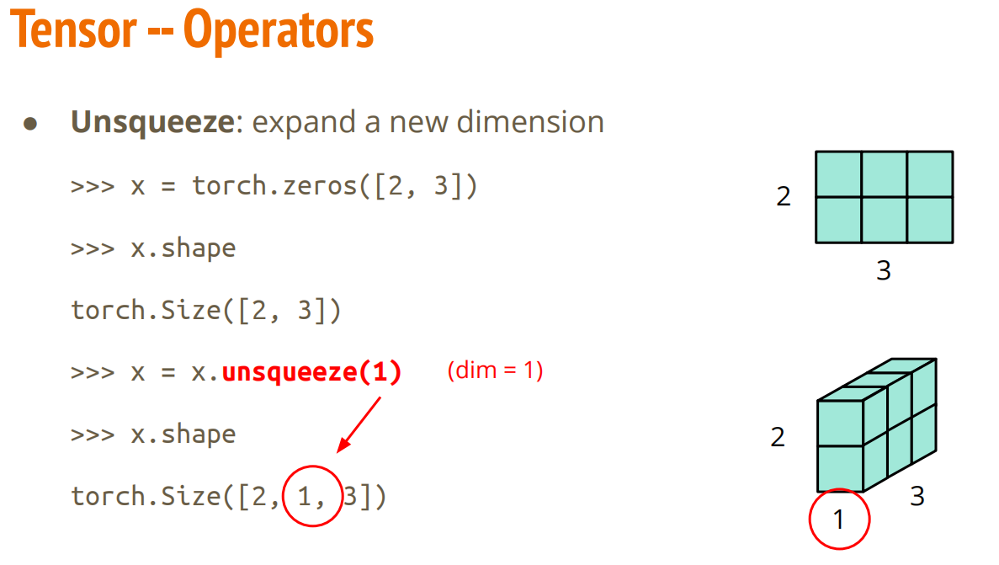 Tensor -- Operators
● Unsqueeze: expand a new dimension
>>> x = torch.zeros([2, 3])
>>> x.shape
torch.Size([2, 3])
>>> x = x.unsqueeze(1) (dim = 1)
>>> x.shape
torch.Size([2, 1, 3])
2
3
2
3
1